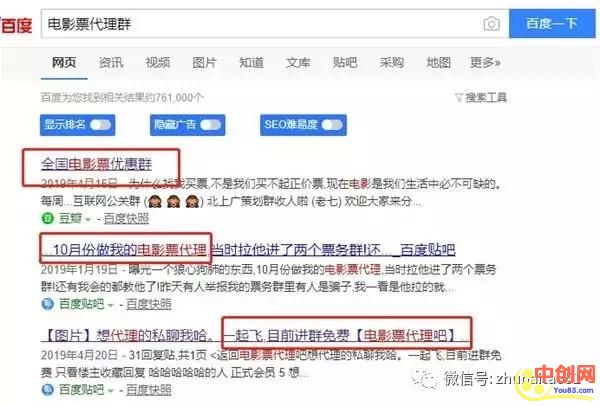 百度
电影票代理群
百度一下
网页 资讯 视频 图片 知道 文库 贴吧 采购 地图 更多»
百度为您找到相关结果约761,000个
搜索工具
显示排名 隐藏广告 SEO难易度
全国电影票优惠群
2019年4月15日 - 为什么找我买票,不是我们买不起正价票,现在电影是我们生活中必不可缺的。
每周...互联网公关群 北上广策划群收人啦 (老七) 欢迎大家来分...
豆瓣 - 百度快照
...10月份做我的电影票代理,当时拉他进了两个票务群!还..._百度贴吧
2019年1月19日 - 曝光一个狼心狗肺的东西,10月份做我的电影票代理,当时拉他进了两个票务
群!还有我会的都教他了!昨天有人举报我的票务群里有人是骗子,我一看是他拉的就...
百度贴吧 - 百度快照
【图片】想代理的私聊我哈。一起飞,目前进群免费【电影票代理吧】...
2019年4月20日 - 31回复贴,共1页 <返回电影票代理吧想代理的私聊我哈。一起飞,目前进群
免费 只看楼主收藏回复 哈哈哈哈哈哈的人 正式会员 5 想...
百度贴吧 - 百度快照
微信号:
中创网
You85.com